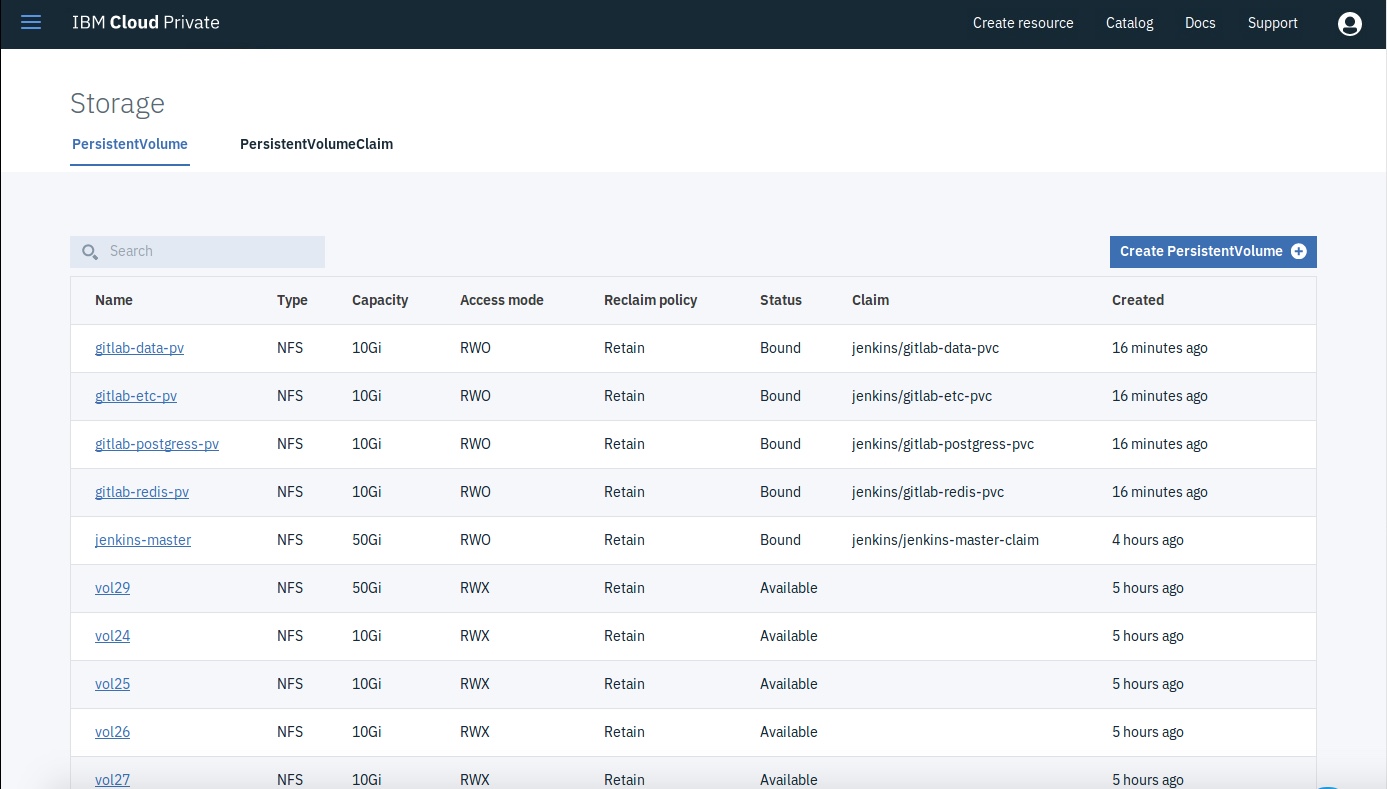 IBM Cloud Private Create resource Catalog Docs Support
Storage
PersistentVolume PersistentVolumeClaim
Search Create PersistentVolume
Name Type Capacity Access mode Reclaim policy Status Claim Created
gitlab-data-pv NFS 10Gi RWO Retain Bound jenkins/gitlab-data-pvc 16 minutes ago
gitlab-etc-pv NFS 10Gi RWO Retain Bound jenkins/gitlab-etc-pvc 16 minutes ago
gitlab-postgress-pv NFS 10Gi RWO Retain Bound jenkins/gitlab-postgress-pvc 16 minutes ago
gitlab-redis-pv NFS 10Gi RWO Retain Bound jenkins/gitlab-redis-pvc 16 minutes ago
jenkins-master NFS 50Gi RWO Retain Bound jenkins/jenkins-master-claim 4 hours ago
vol29 NFS 50Gi RWX Retain Available 5 hours ago
vol24 NFS 10Gi RWX Retain Available 5 hours ago
vol25 NFS 10Gi RWX Retain Available 5 hours ago
vol26 NFS 10Gi RWX Retain Available 5 hours ago
vol27 NFS 10Gi RWX Retain Available 5 hours ago